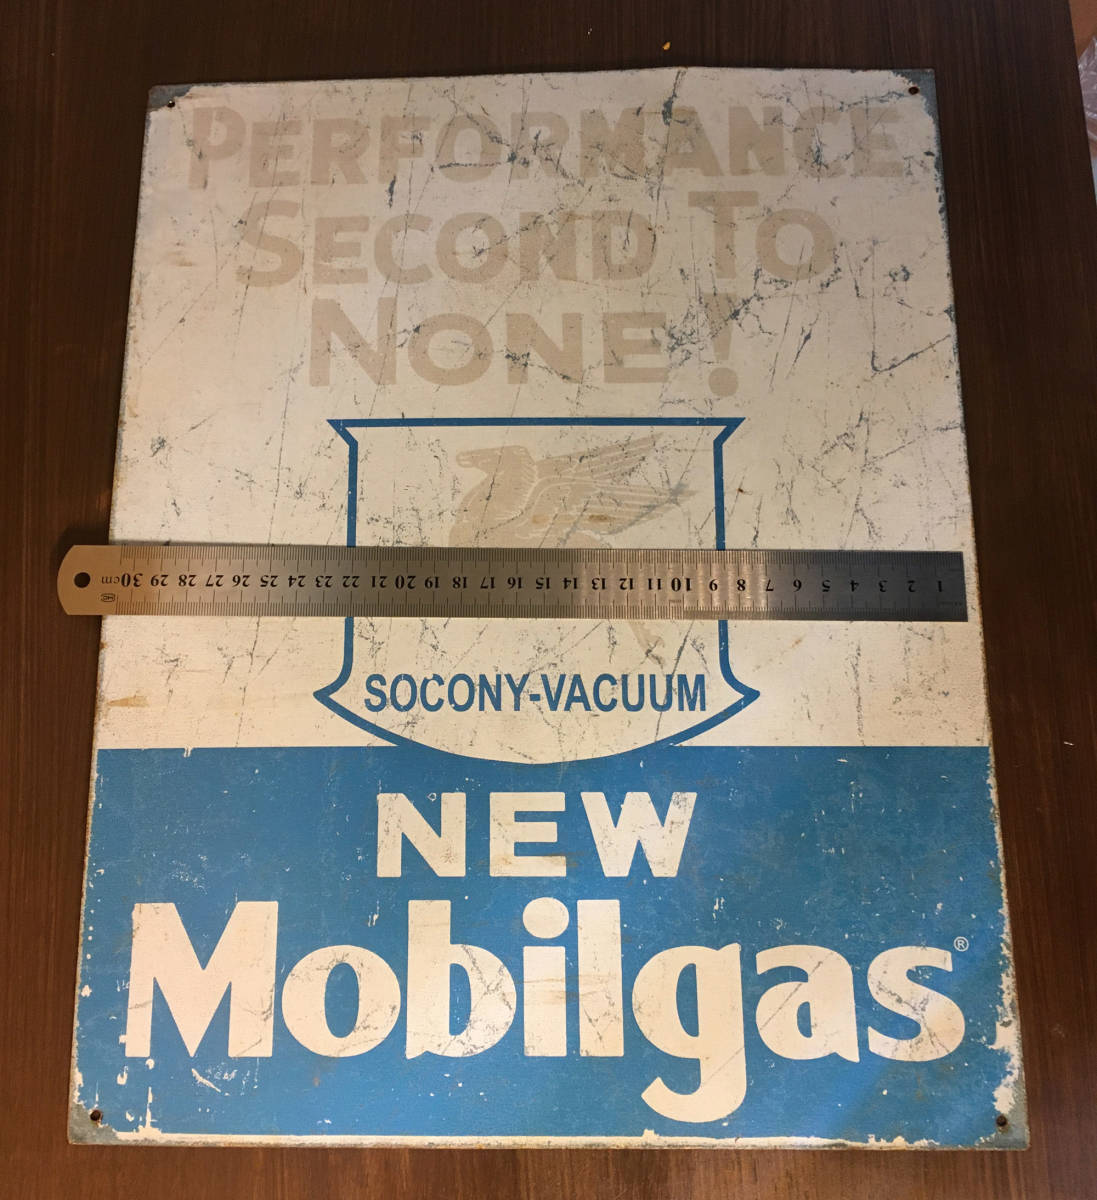 PERFORMANCE
SECOND TO
NONE!
1 2 3 4 5 6 7 8 9 10 11 12 13 14 15 16 17 18 19 20 21 22 23 24 25 26 27 28 29 30cm
SOCONY-VACUUM
NEW
Mobilgas®